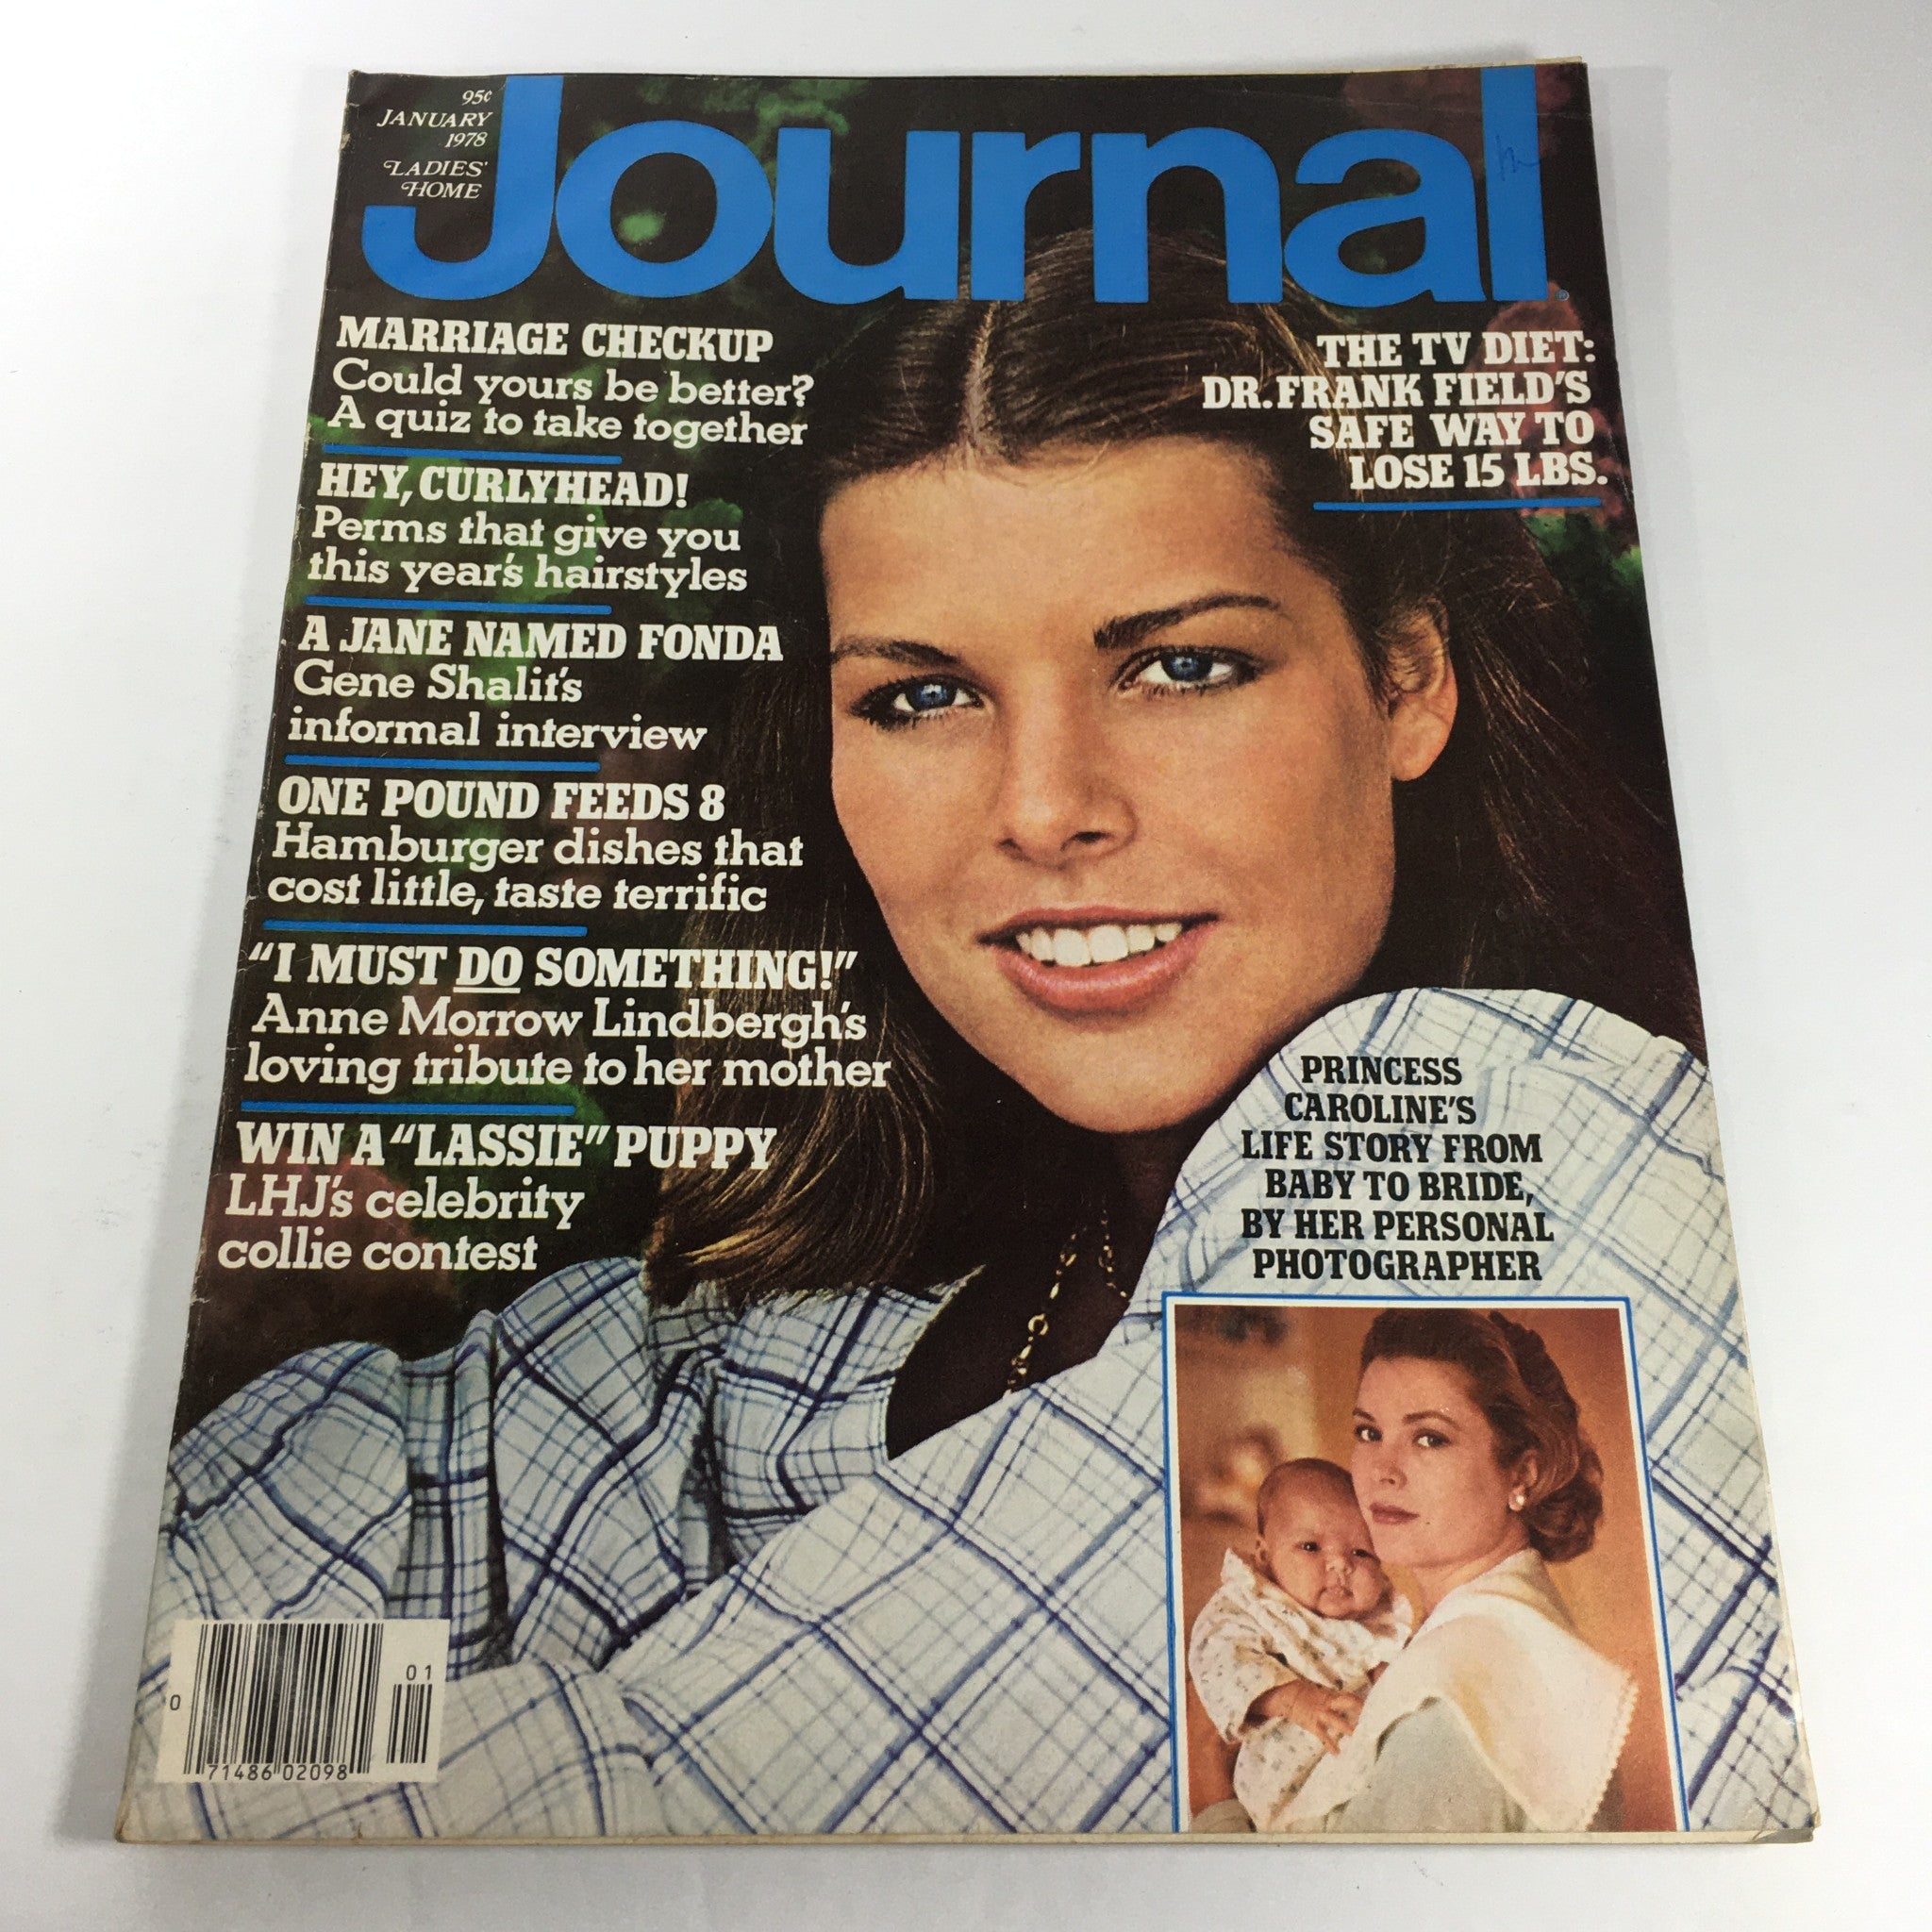 95¢
JANUARY
1978
LADIES'
HOME
Journal
MARRIAGE CHECKUP
Could yours be better?
A quiz to take together
HEY, CURLYHEAD!
Perms that give you
this year's hairstyles
A JANE NAMED FONDA
Gene Shalit's
informal interview
ONE POUND FEEDS 8
Hamburger dishes that
cost little, taste terrific
"I MUST DO SOMETHING!"
Anne Morrow Lindbergh's
loving tribute to her mother
WIN A "LASSIE" PUPPY
LHJ's celebrity
collie contest
THE TV DIET:
DR. FRANK FIELD'S
SAFE WAY TO
LOSE 15 LBS.
PRINCESS
CAROLINE'S
LIFE STORY FROM
BABY TO BRIDE,
BY HER PERSONAL
PHOTOGRAPHER
01
0
71486 02098